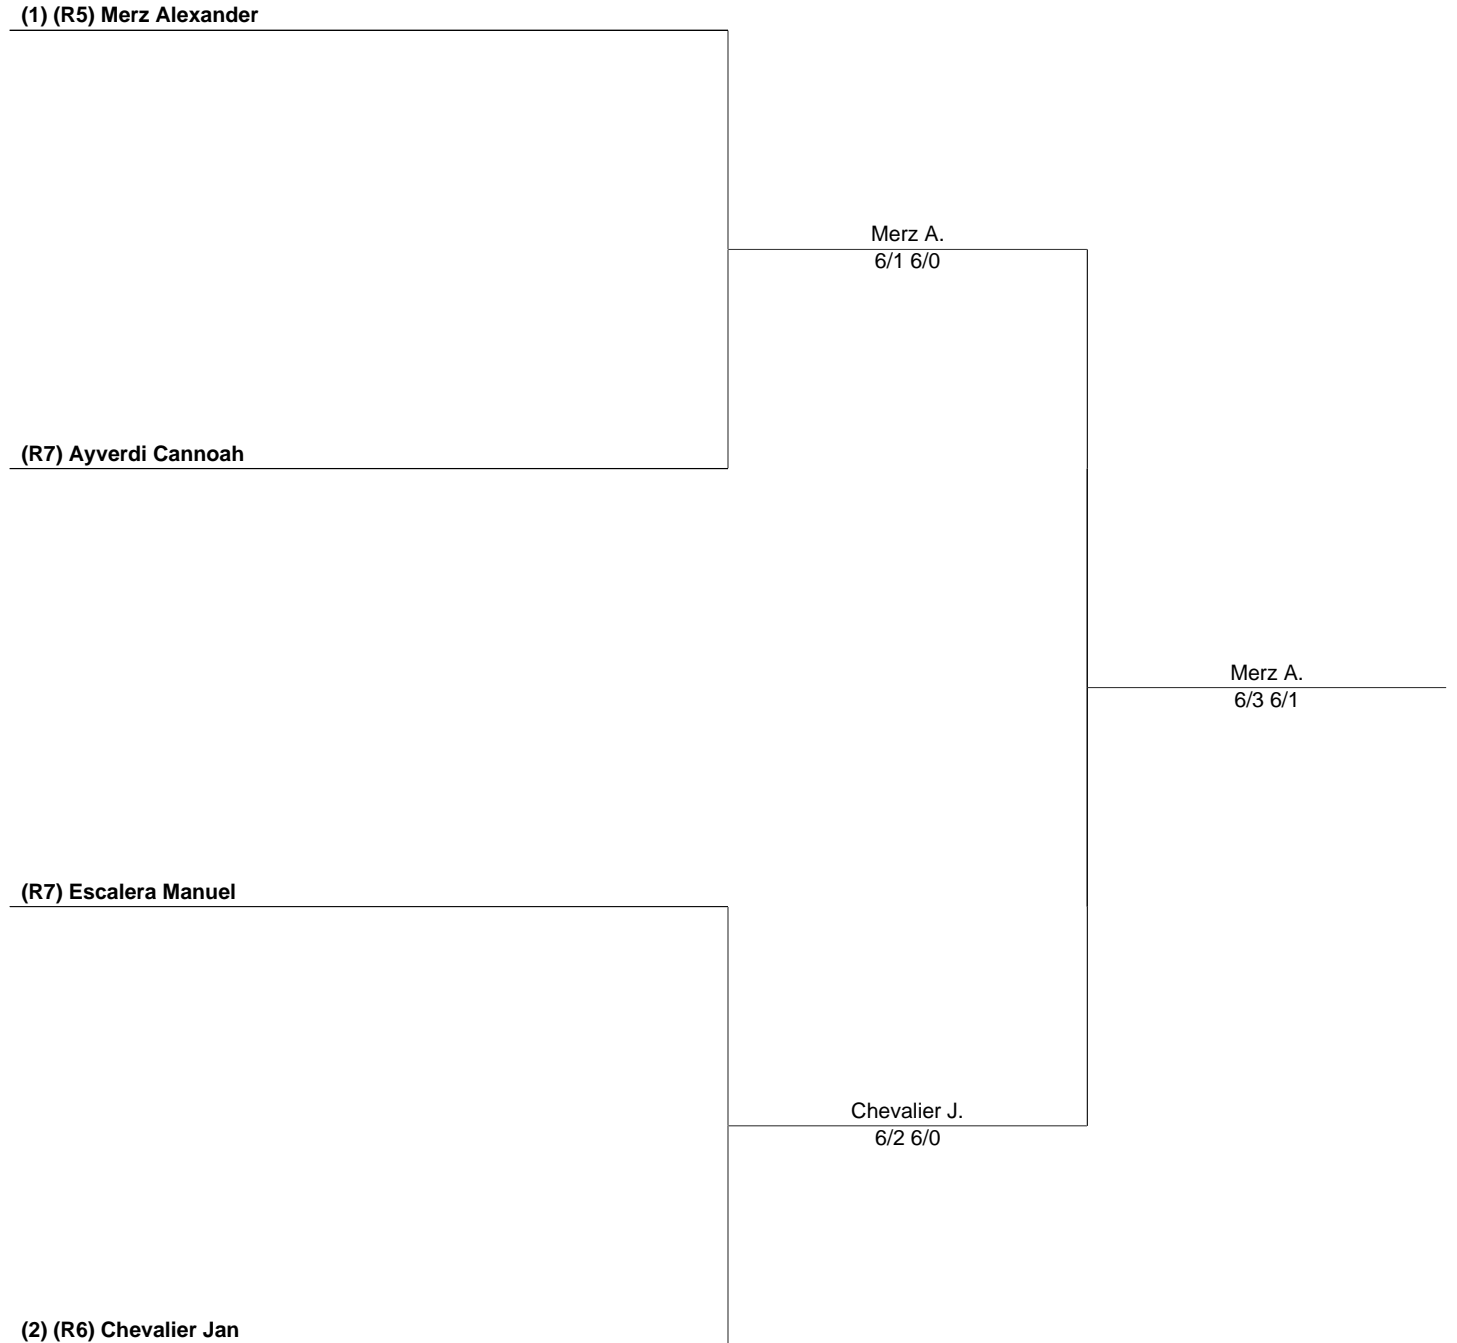 (1) (R5) Merz Alexander
Merz A.
6/1 6/0
(R7) Ayverdi Cannoah
Merz A.
6/3 6/1
(R7) Escalera Manuel
Chevalier J.
6/2 6/0
(2) (R6) Chevalier Jan